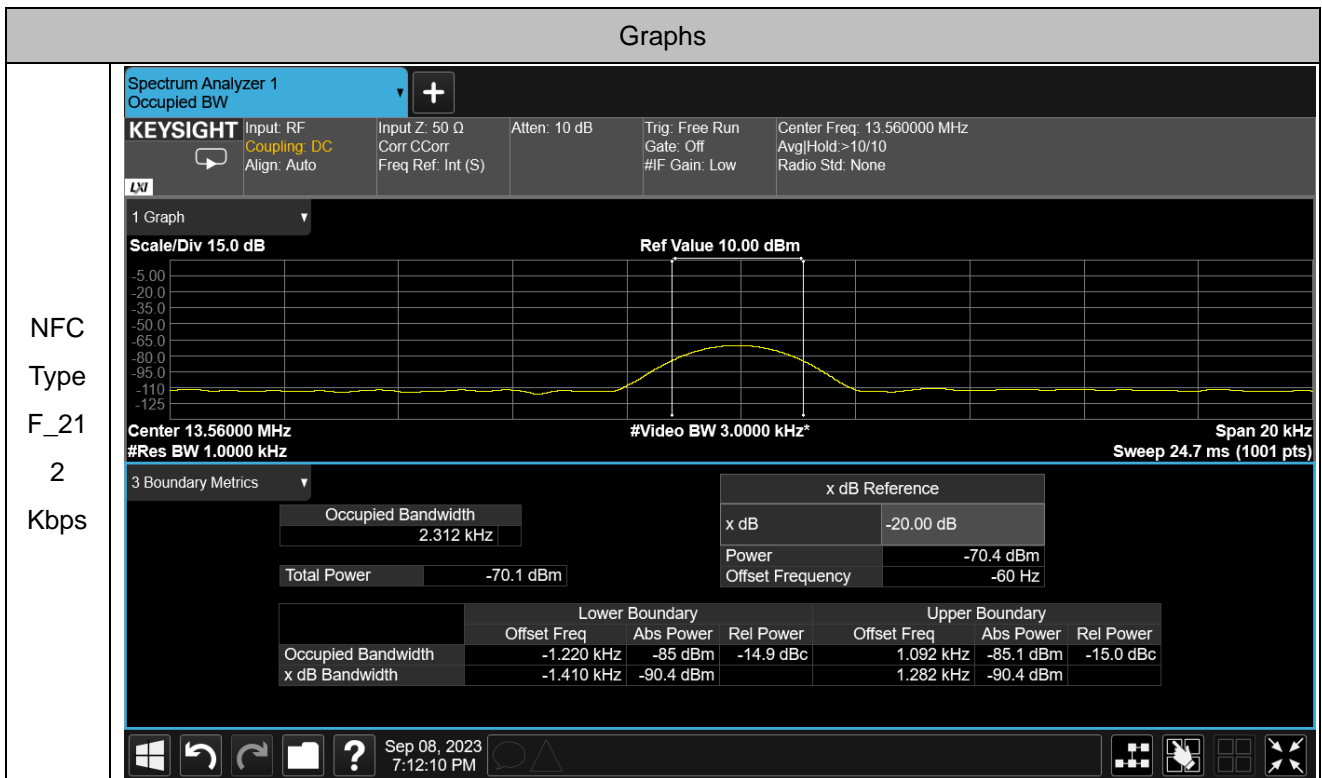 Graphs
NFC
Type
F_21
2
Kbps
Spectrum Analyzer 1
Occupied BW
+
KEYSIGHT
LXI
Input: RF
Coupling: DC
Align: Auto
Input Z: 50 Ω
Corr CCorr
Freq Ref: Int (S)
Atten: 10 dB
Trig: Free Run
Gate: Off
#IF Gain: Low
Center Freq: 13.560000 MHz
Avg|Hold:>10/10
Radio Std: None
1 Graph
Scale/Div 15.0 dB
Ref Value 10.00 dBm
-5.00
-20.0
-35.0
-50.0
-65.0
-80.0
-95.0
-110
-125
Center 13.56000 MHz
#Video BW 3.0000 kHz*
Span 20 kHz
#Res BW 1.0000 kHz
Sweep 24.7 ms (1001 pts)
3 Boundary Metrics
Occupied Bandwidth
2.312 kHz
Total Power -70.1 dBm
x dB Reference
x dB -20.00 dB
Power -70.4 dBm
Offset Frequency -60 Hz
Lower Boundary Upper Boundary
Offset Freq Abs Power Rel Power Offset Freq Abs Power Rel Power
Occupied Bandwidth -1.220 kHz -85 dBm -14.9 dBc 1.092 kHz -85.1 dBm -15.0 dBc
x dB Bandwidth -1.410 kHz -90.4 dBm 1.282 kHz -90.4 dBm
?
Sep 08, 2023
7:12:10 PM